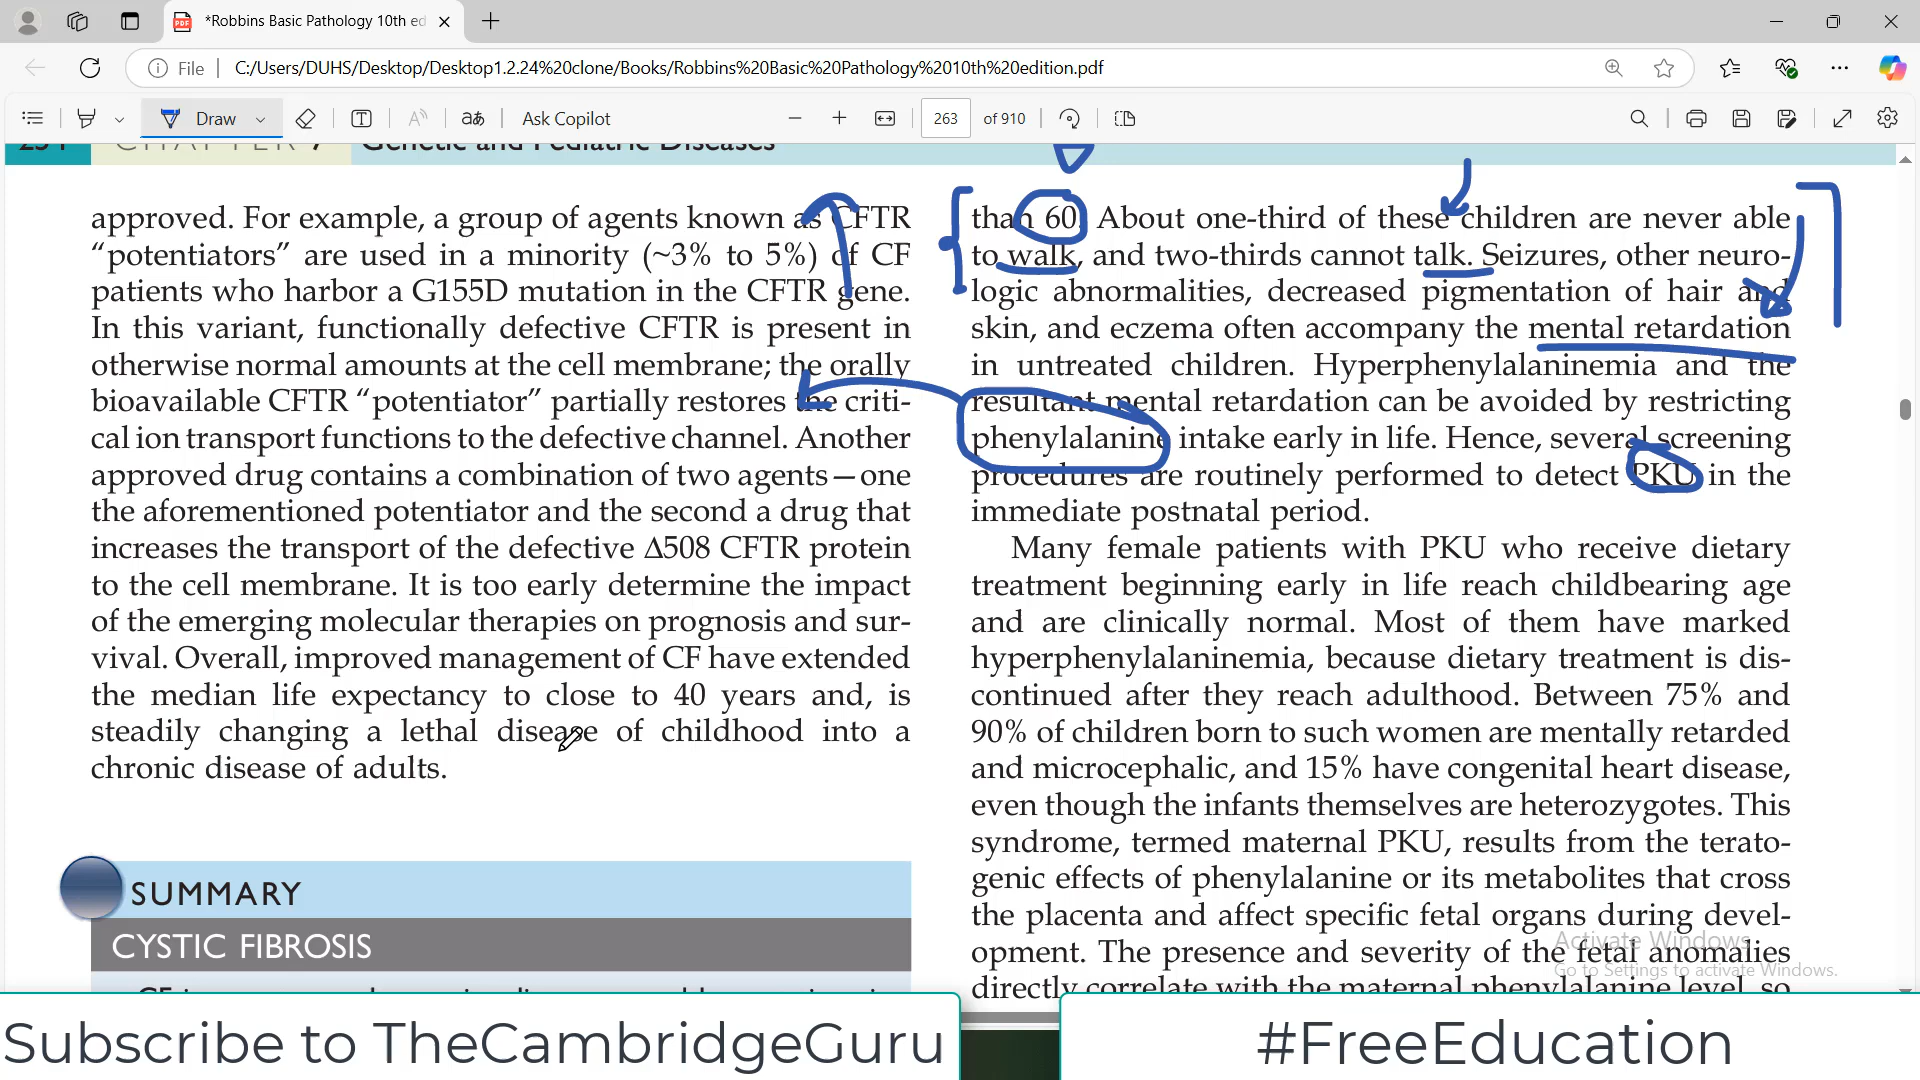 *Robbins Basic Pathology 10th ed
File
C:/Users/DUHS/Desktop/Desktop1.2.24%20clone/Books/Robbins%20Basic%20Pathology%2010th%20edition.pdf
Draw
Ask Copilot
263
of 910
234 CHAPTER 7 Genetic and Pediatric Diseases
approved. For example, a group of agents known as CFTR
“potentiators” are used in a minority (~3% to 5%) of CF
patients who harbor a G155D mutation in the CFTR gene.
In this variant, functionally defective CFTR is present in
otherwise normal amounts at the cell membrane; the orally
bioavailable CFTR “potentiator” partially restores the criti-
cal ion transport functions to the defective channel. Another
approved drug contains a combination of two agents—one
the aforementioned potentiator and the second a drug that
increases the transport of the defective Δ508 CFTR protein
to the cell membrane. It is too early determine the impact
of the emerging molecular therapies on prognosis and sur-
vival. Overall, improved management of CF have extended
the median life expectancy to close to 40 years and, is
steadily changing a lethal disease of childhood into a
chronic disease of adults.
SUMMARY
CYSTIC FIBROSIS
than 60. About one-third of these children are never able
to walk, and two-thirds cannot talk. Seizures, other neuro-
logic abnormalities, decreased pigmentation of hair and
skin, and eczema often accompany the mental retardation
in untreated children. Hyperphenylalaninemia and the
resultant mental retardation can be avoided by restricting
phenylalanine intake early in life. Hence, several screening
procedures are routinely performed to detect PKU in the
immediate postnatal period.
Many female patients with PKU who receive dietary
treatment beginning early in life reach childbearing age
and are clinically normal. Most of them have marked
hyperphenylalaninemia, because dietary treatment is dis-
continued after they reach adulthood. Between 75% and
90% of children born to such women are mentally retarded
and microcephalic, and 15% have congenital heart disease,
even though the infants themselves are heterozygotes. This
syndrome, termed maternal PKU, results from the terato-
genic effects of phenylalanine or its metabolites that cross
the placenta and affect specific fetal organs during devel-
opment. The presence and severity of the fetal anomalies
directly correlate with the maternal phenylalanine level, so
Activate Windows
Go to Settings to activate Windows.
Subscribe to TheCambridgeGuru
#FreeEducation